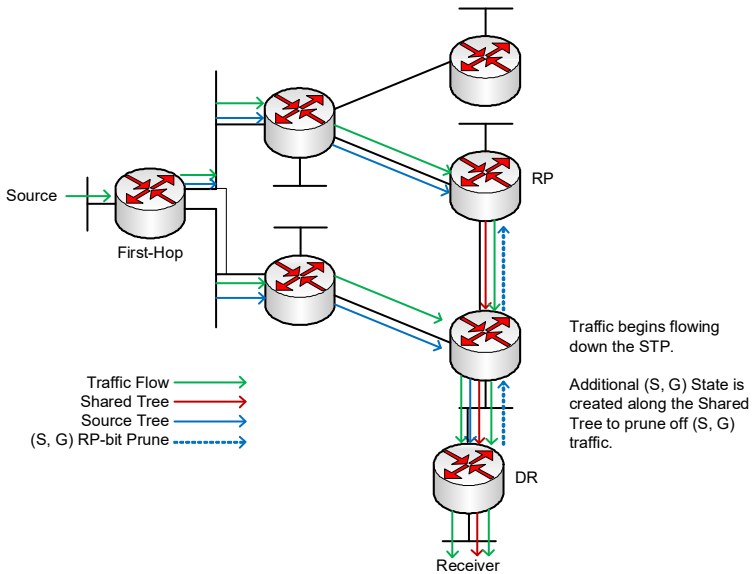 RP
Source
First-Hop
Traffic begins flowing
down the STP.
Additional (S, G) State is
created along the Shared
Tree to prune off (S, G)
traffic.
Traffic Flow
Shared Tree
Source Tree
(S, G) RP-bit Prune
DR
Receiver